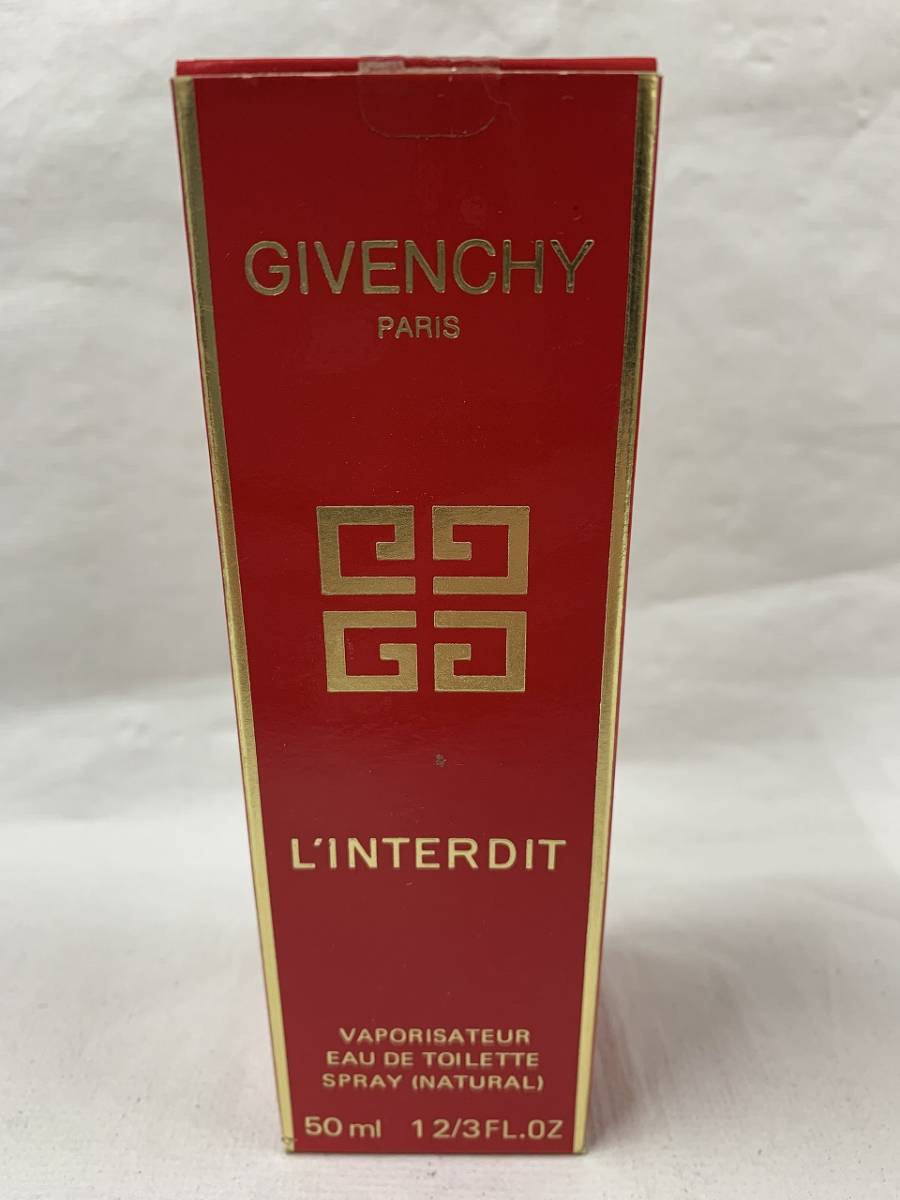 GIVENCHY
PARIS
L'INTERDIT
VAPORISATEUR
EAU DE TOILETTE
SPRAY (NATURAL)
50 ml 1 2/3 FL.OZ